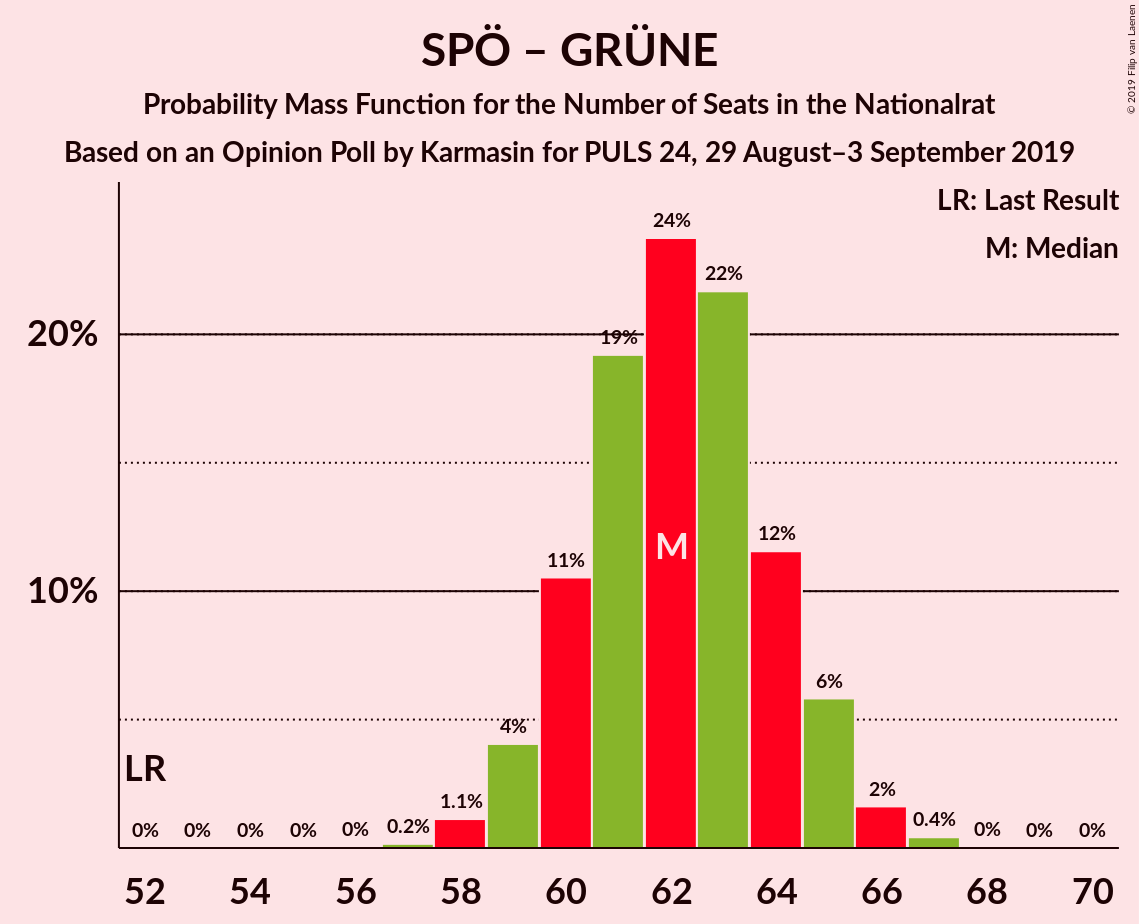 SPÖ – GRÜNE
Probability Mass Function for the Number of Seats in the Nationalrat
Based on an Opinion Poll by Karmasin for PULS 24, 29 August–3 September 2019
© 2019 Filip van Laenen
LR: Last Result
M: Median
20%
10%
LR
M
0%
0%
0%
0%
0%
0.2%
1.1%
4%
11%
19%
24%
22%
12%
6%
2%
0.4%
0%
0%
0%
52 54 56 58 60 62 64 66 68 70